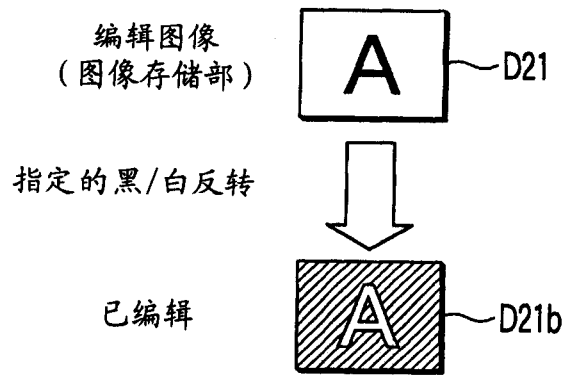 编辑图像
(图像存储部)
A
D21
指定的黑/白反转
已编辑
A
D21b